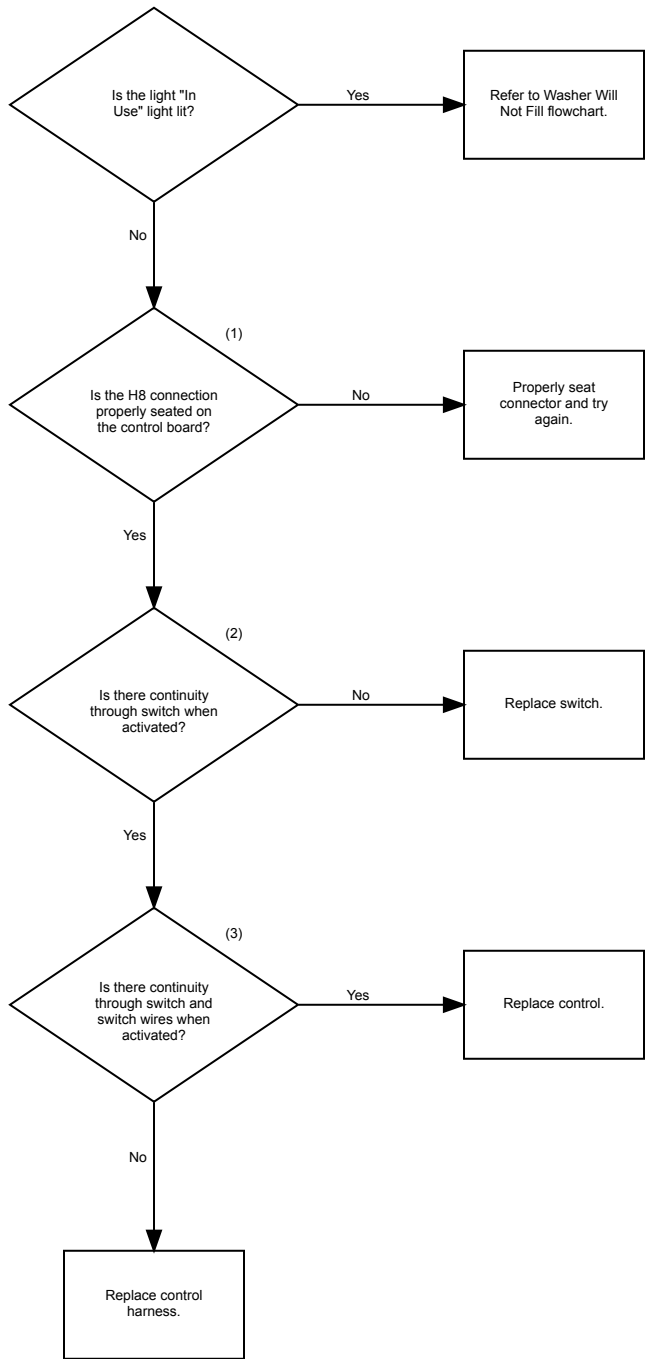 Is the light "In
Use" light lit?
Yes
Refer to Washer Will
Not Fill flowchart.
No
(1)
Is the H8 connection
properly seated on
the control board?
No
Properly seat
connector and try
again.
Yes
(2)
Is there continuity
through switch when
activated?
No
Replace switch.
Yes
(3)
Is there continuity
through switch and
switch wires when
activated?
Yes
Replace control.
No
Replace control
harness.